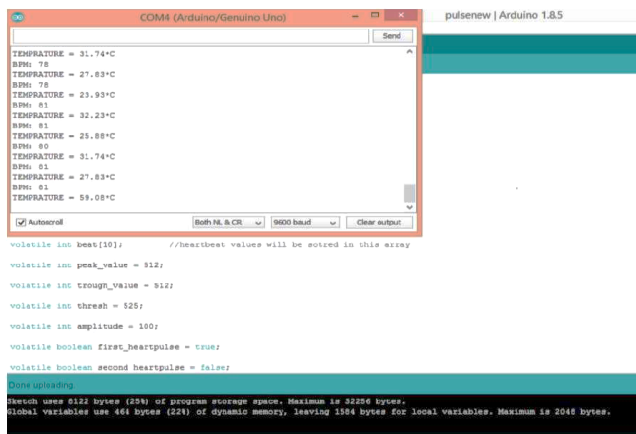 COM4 (Arduino/Genuino Uno)
pulsenew | Arduino 1.8.5
Send
TEMPRATURE = 31.74*C
BPM: 78
TEMPRATURE = 27.83*C
BPM: 78
TEMPRATURE = 23.93*C
BPM: 81
TEMPRATURE = 32.23*C
BPM: 81
TEMPRATURE = 25.88*C
BPM: 80
TEMPRATURE = 31.74*C
BPM: 81
TEMPRATURE = 27.83*C
BPM: 81
TEMPRATURE = 59.08*C
Autoscroll
Both NL & CR
9600 baud
Clear output
volatile int beat[10]; //heartbeat values will be sotred in this array
volatile int peak_value = 512;
volatile int trough_value = 512;
volatile int thresh = 525;
volatile int amplitude = 100;
volatile boolean first_heartpulse = true;
volatile boolean second_heartpulse = false;
Done uploading.
Sketch uses 8122 bytes (25%) of program storage space. Maximum is 32256 bytes.
Global variables use 464 bytes (22%) of dynamic memory, leaving 1584 bytes for local variables. Maximum is 2048 bytes.